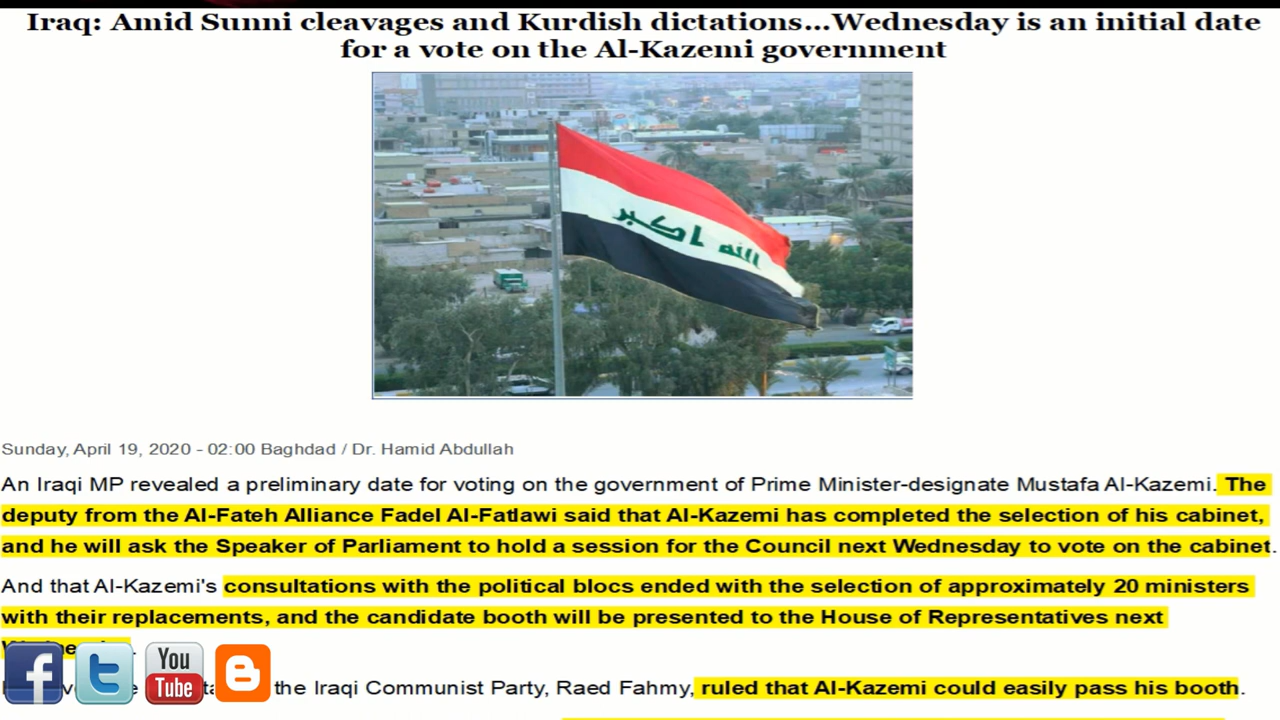 Iraq: Amid Sunni cleavages and Kurdish dictations...Wednesday is an initial date
for a vote on the Al-Kazemi government
الله اكبر
Sunday, April 19, 2020 - 02:00 Baghdad / Dr. Hamid Abdullah
An Iraqi MP revealed a preliminary date for voting on the government of Prime Minister-designate Mustafa Al-Kazemi. The
deputy from the Al-Fateh Alliance Fadel Al-Fatlawi said that Al-Kazemi has completed the selection of his cabinet,
and he will ask the Speaker of Parliament to hold a session for the Council next Wednesday to vote on the cabinet.
And that Al-Kazemi's consultations with the political blocs ended with the selection of approximately 20 ministers
with their replacements, and the candidate booth will be presented to the House of Representatives next
the Iraqi Communist Party, Raed Fahmy, ruled that Al-Kazemi could easily pass his booth.
You
Tube